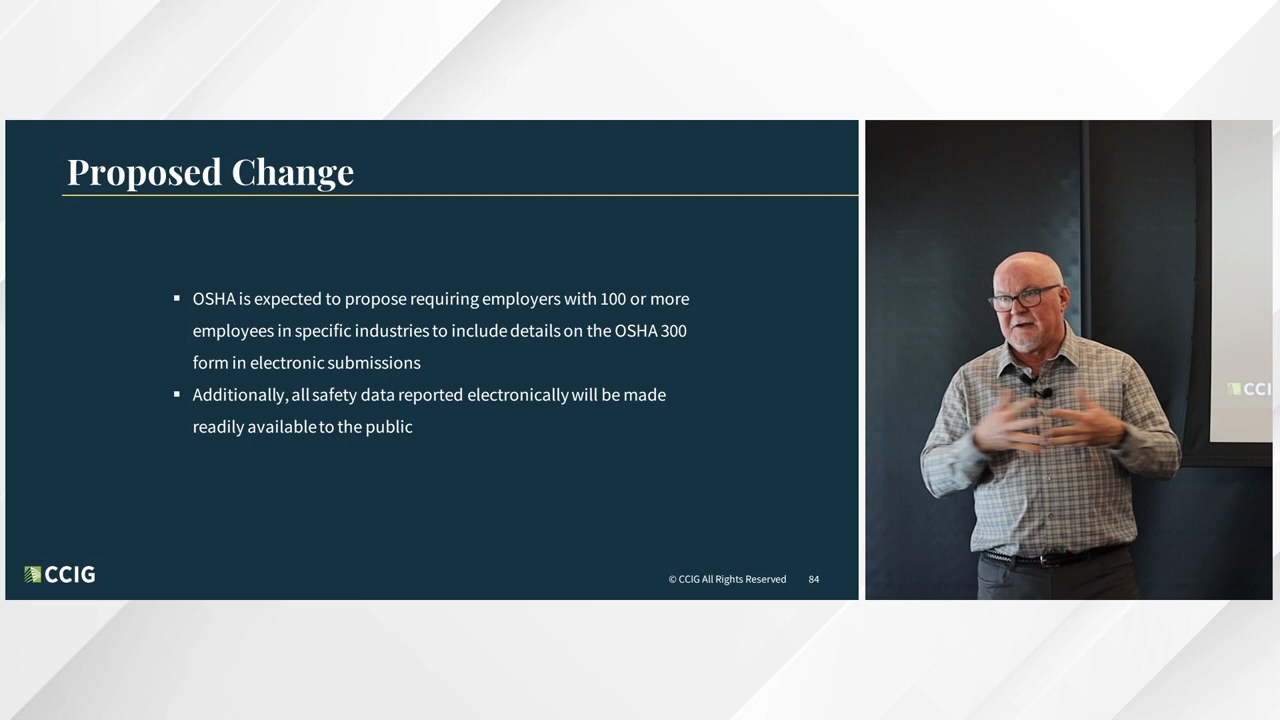 Proposed Change
▪ OSHA is expected to propose requiring employers with 100 or more
employees in specific industries to include details on the OSHA 300
form in electronic submissions
▪ Additionally, all safety data reported electronically will be made
readily available to the public
CCIG
© CCIG All Rights Reserved 84
CCI